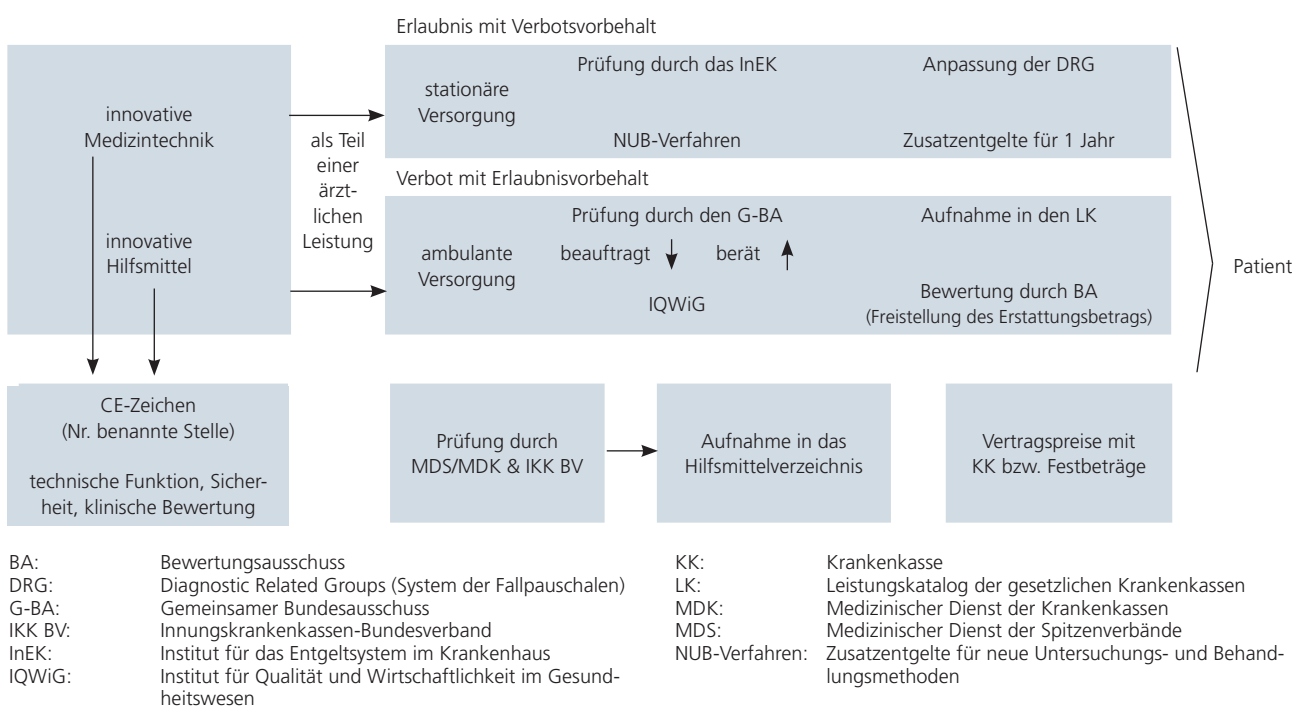 Erlaubnis mit Verbotsvorbehalt
innovative
Medizintechnik
innovative
Hilfsmittel
als Teil
einer
ärzt-
lichen
Leistung
stationäre
Versorgung
Prüfung durch das InEK
NUB-Verfahren
Anpassung der DRG
Zusatzentgelte für 1 Jahr
Verbot mit Erlaubnisvorbehalt
ambulante
Versorgung
Prüfung durch den G-BA
beauftragt berät
IQWiG
Aufnahme in den LK
Bewertung durch BA
(Freistellung des Erstattungsbetrags)
Patient
CE-Zeichen
(Nr. benannte Stelle)
technische Funktion, Sicher-
heit, klinische Bewertung
Prüfung durch
MDS/MDK & IKK BV
Aufnahme in das
Hilfsmittelverzeichnis
Vertragspreise mit
KK bzw. Festbeträge
BA: Bewertungsausschuss
DRG: Diagnostic Related Groups (System der Fallpauschalen)
G-BA: Gemeinsamer Bundesausschuss
IKK BV: Innungskrankenkassen-Bundesverband
InEK: Institut für das Entgeltsystem im Krankenhaus
IQWiG: Institut für Qualität und Wirtschaftlichkeit im Gesund-
heitswesen
KK: Krankenkasse
LK: Leistungskatalog der gesetzlichen Krankenkassen
MDK: Medizinischer Dienst der Krankenkassen
MDS: Medizinischer Dienst der Spitzenverbände
NUB-Verfahren: Zusatzentgelte für neue Untersuchungs- und Behand-
lungsmethoden